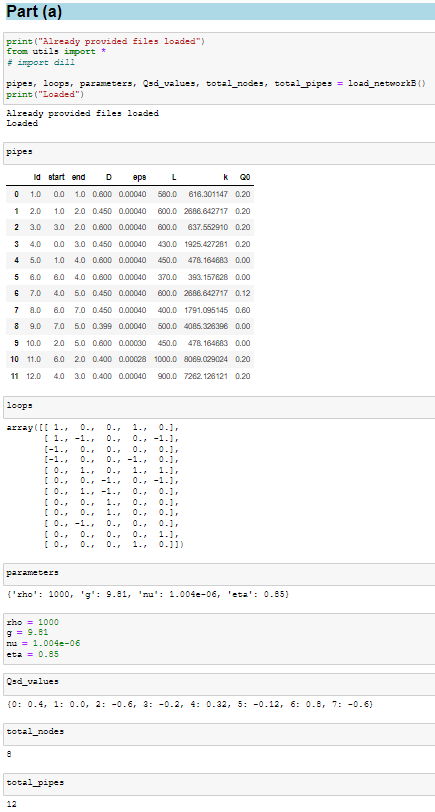 Part (a)
print("Already provided files loaded")
from utils import *
# import dill
pipes, loops, parameters, Qsd_values, total_nodes, total_pipes = load_networkB()
print("Loaded")
Already provided files loaded
Loaded
pipes
Id start end D eps L k Q0
0 1.0 0.0 1.0 0.600 0.00040 580.0 616.301147 0.20
1 2.0 1.0 2.0 0.450 0.00040 600.0 2686.642717 0.20
2 3.0 3.0 2.0 0.600 0.00040 600.0 637.552910 0.20
3 4.0 0.0 3.0 0.450 0.00040 430.0 1925.427281 0.20
4 5.0 1.0 4.0 0.600 0.00040 450.0 478.164683 0.00
5 6.0 6.0 4.0 0.600 0.00040 370.0 393.157628 0.00
6 7.0 4.0 5.0 0.450 0.00040 600.0 2686.642717 0.12
7 8.0 6.0 7.0 0.450 0.00040 400.0 1791.095145 0.60
8 9.0 7.0 5.0 0.399 0.00040 500.0 4085.326396 0.00
9 10.0 2.0 5.0 0.600 0.00030 450.0 478.164683 0.00
10 11.0 6.0 2.0 0.400 0.00028 1000.0 8069.029024 0.20
11 12.0 4.0 3.0 0.400 0.00040 900.0 7262.126121 0.20
loops
array([[ 1., 0., 0., 1., 0.],
[ 1., -1., 0., 0., -1.],
[-1., 0., 0., 0., 0.],
[-1., 0., 0., -1., 0.],
[ 0., 1., 0., 1., 1.],
[ 0., 0., -1., 0., -1.],
[ 0., 1., -1., 0., 0.],
[ 0., 0., 1., 0., 0.],
[ 0., 0., 1., 0., 0.],
[ 0., -1., 0., 0., 0.],
[ 0., 0., 0., 0., 1.],
[ 0., 0., 0., 1., 0.]])
parameters
{'rho': 1000, 'g': 9.81, 'nu': 1.004e-06, 'eta': 0.85}
rho = 1000
g = 9.81
nu = 1.004e-06
eta = 0.85
Qsd_values
{0: 0.4, 1: 0.0, 2: -0.6, 3: -0.2, 4: 0.32, 5: -0.12, 6: 0.8, 7: -0.6}
total_nodes
8
total_pipes
12